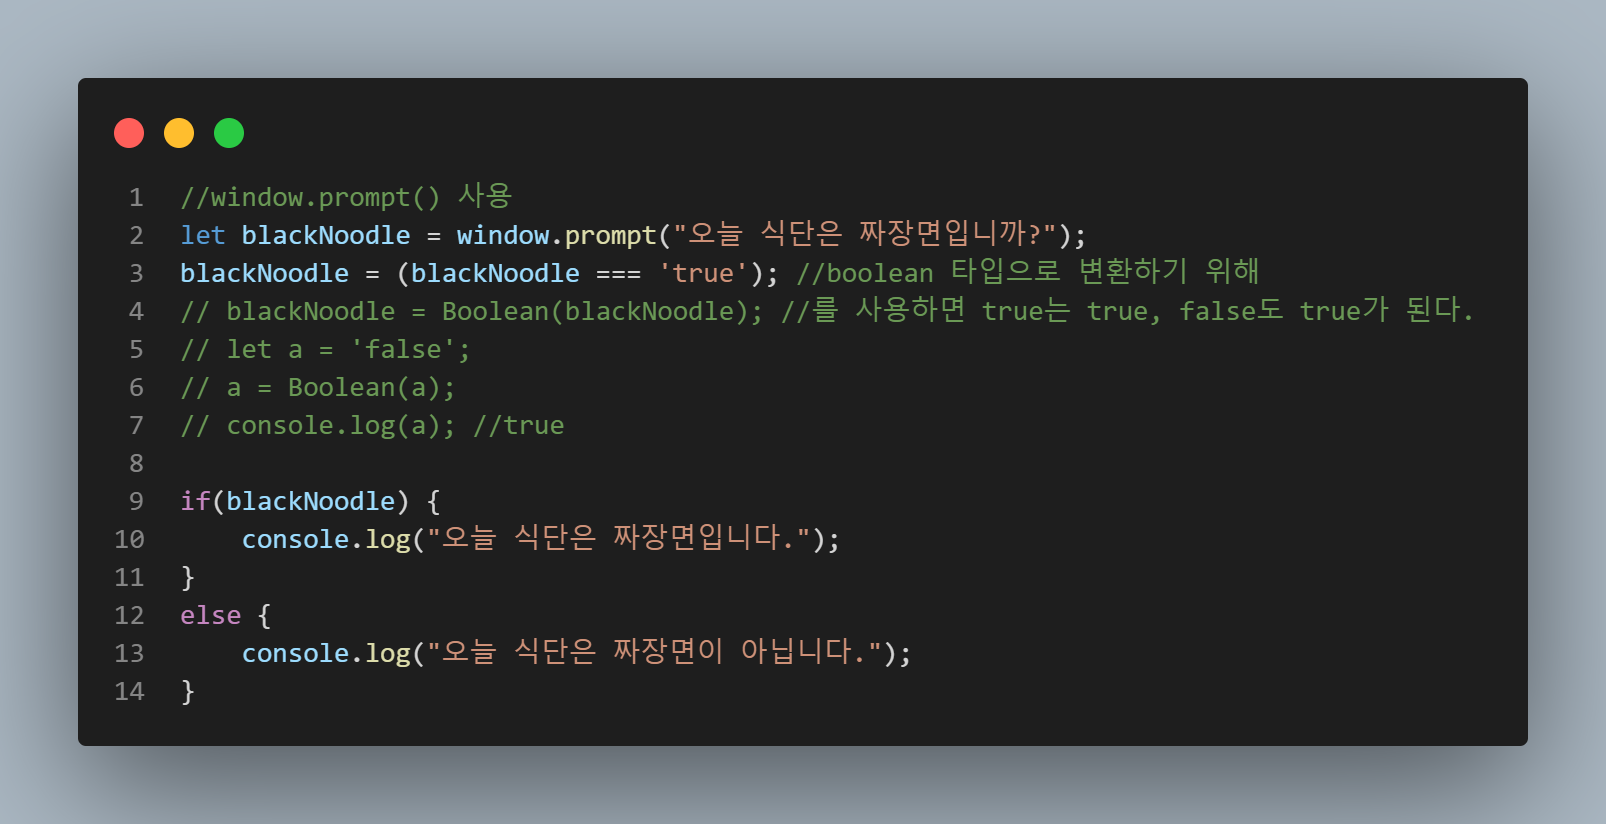 1 //window.prompt() 사용
2 let blackNoodle = window.prompt("오늘 식단은 짜장면입니까?");
3 blackNoodle = (blackNoodle === 'true'); //boolean 타입으로 변환하기 위해
4 // blackNoodle = Boolean(blackNoodle); //를 사용하면 true는 true, false도 true가 된다.
5 // let a = 'false';
6 // a = Boolean(a);
7 // console.log(a); //true
8
9 if(blackNoodle) {
10     console.log("오늘 식단은 짜장면입니다.");
11 }
12 else {
13     console.log("오늘 식단은 짜장면이 아닙니다.");
14 }